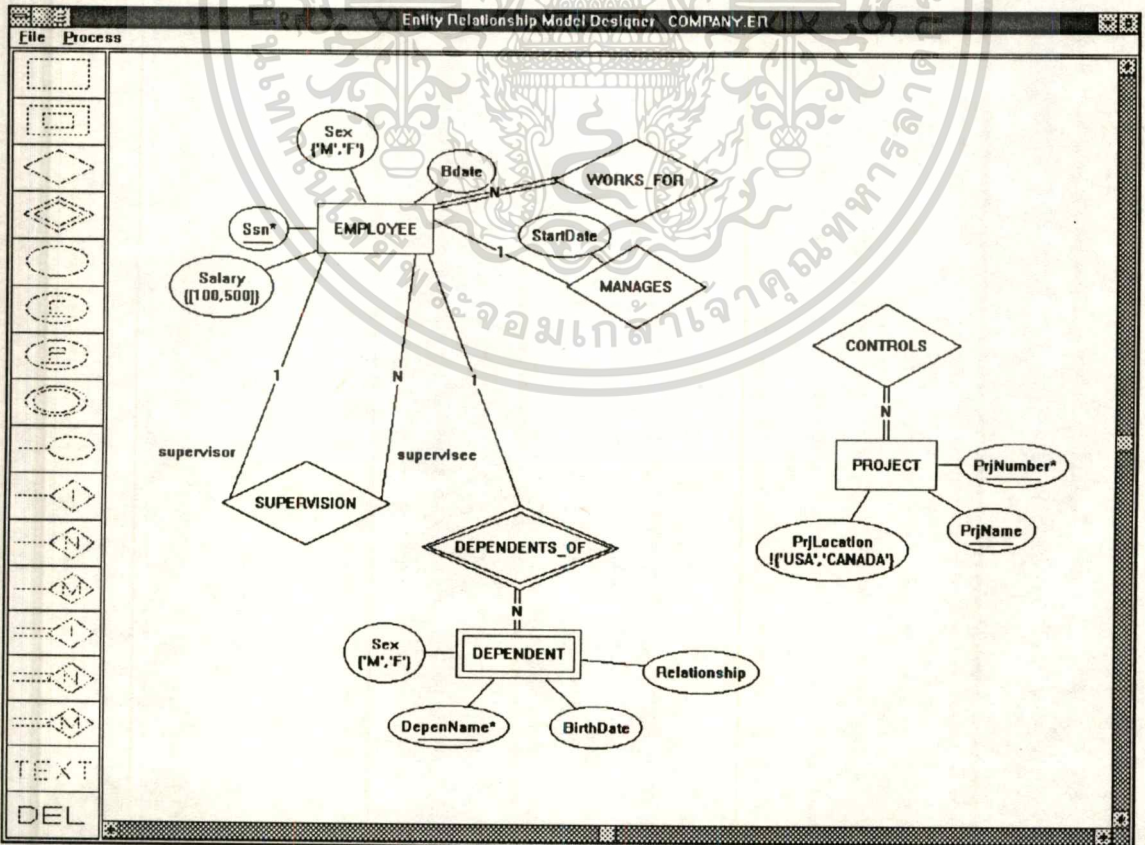 Entity Relationship Model Designer COMPANY.ER
File Process
Sex
{'M','F'}
Bdate
N
WORKS_FOR
Ssn*
EMPLOYEE
StartDate
1
MANAGES
Salary
{[100,500]}
CONTROLS
1
N
1
N
supervisor
supervisee
PROJECT
PrjNumber*
SUPERVISION
PrjName
PrjLocation
!{'USA','CANADA'}
DEPENDENTS_OF
N
Sex
{'M','F'}
DEPENDENT
Relationship
DepenName*
BirthDate
I
N
M
I
N
M
TEXT
DEL